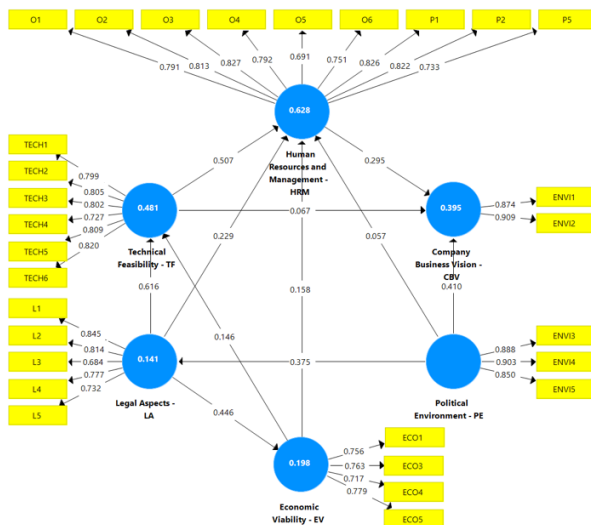 O1 O2 O3 O4 O5 O6 P1 P2 P5
0.791 0.813 0.827 0.792 0.691 0.751 0.826 0.822 0.733
0.628
Human
Resources and
Management -
HRM
TECH1
TECH2
TECH3
TECH4
TECH5
TECH6
0.799
0.805
0.802
0.727
0.809
0.820
0.481
Technical
Feasibility - TF
0.507
0.295
0.067
0.229
0.057
0.395
Company
Business Vision -
CBV
0.874
0.909
ENVI1
ENVI2
0.616
0.158
0.146
0.410
0.375
L1
L2
L3
L4
L5
0.845
0.814
0.684
0.777
0.732
0.141
Legal Aspects -
LA
0.446
Political
Environment - PE
0.888
0.903
0.850
ENVI3
ENVI4
ENVI5
0.198
Economic
Viability - EV
0.756
0.763
0.717
0.779
ECO1
ECO3
ECO4
ECO5